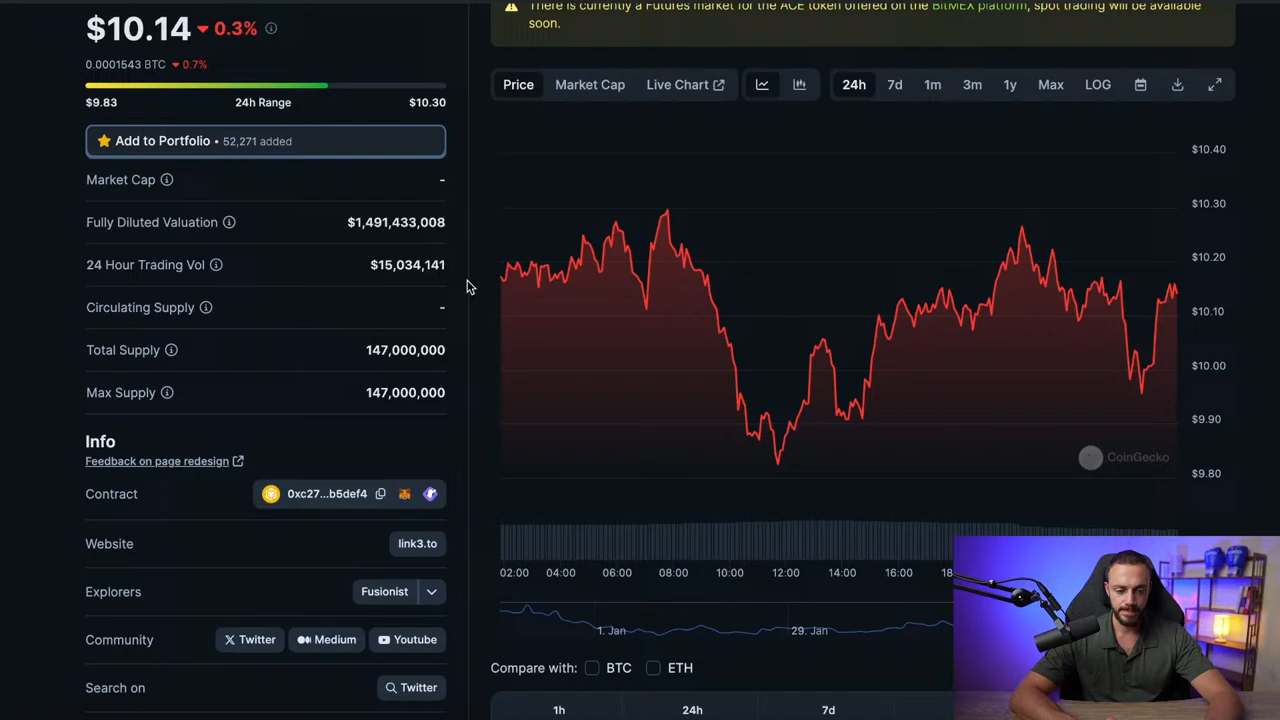 There is currently a Futures market for the ACE token offered on the BitMEX platform, spot trading will be available
soon.
$10.14 0.3%
0.0001543 BTC 0.7%
$9.83 24h Range $10.30
Add to Portfolio • 52,271 added
Market Cap -
Fully Diluted Valuation $1,491,433,008
24 Hour Trading Vol $15,034,141
Circulating Supply -
Total Supply 147,000,000
Max Supply 147,000,000
Info
Feedback on page redesign
Contract 0xc27...b5def4
Website link3.to
Explorers Fusionist
Community Twitter Medium Youtube
Search on Twitter
Price Market Cap Live Chart 24h 7d 1m 3m 1y Max LOG
$10.40
$10.30
$10.20
$10.10
$10.00
$9.90
$9.80
CoinGecko
02:00 04:00 06:00 08:00 10:00 12:00 14:00 16:00 18
1. Jan 29. Jan
Compare with: BTC ETH
1h 24h 7d